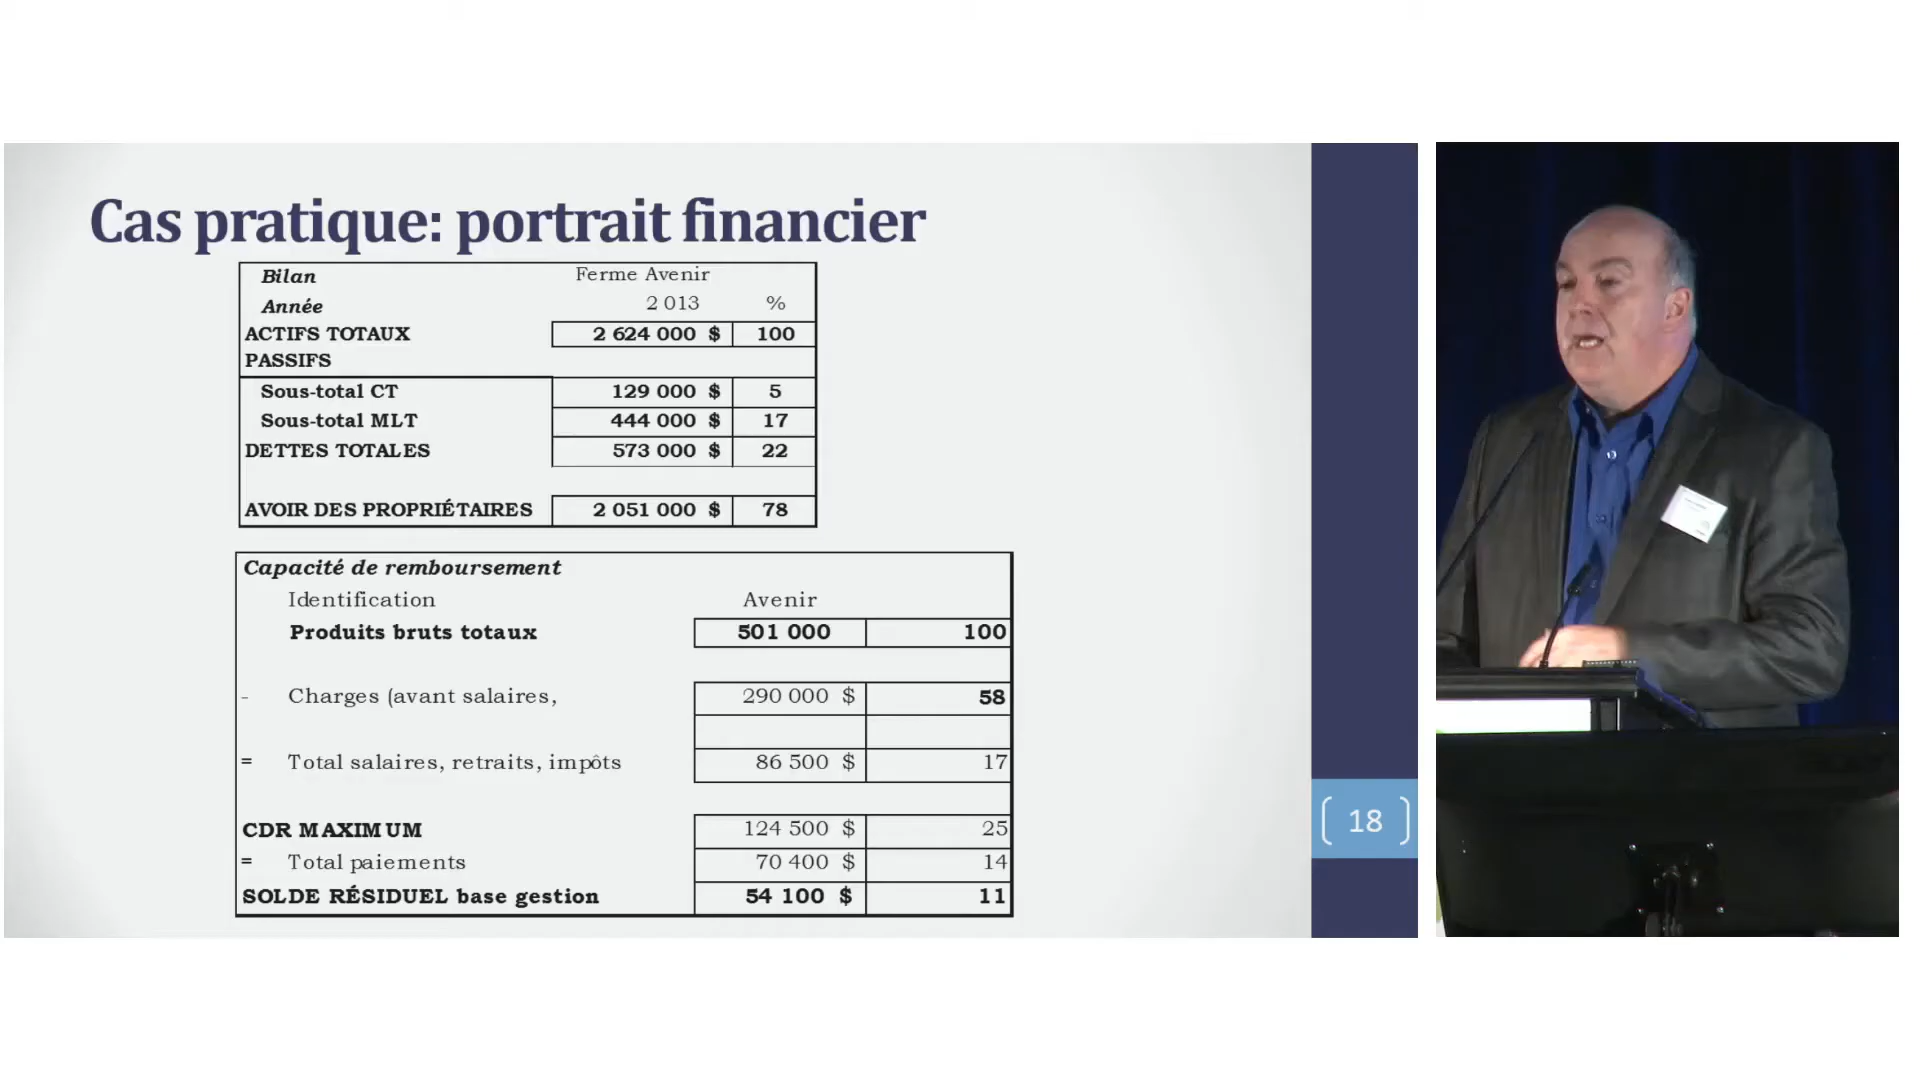 Cas pratique: portrait financier
Bilan Ferme Avenir
Année 2 013 %
ACTIFS TOTAUX 2 624 000 $ 100
PASSIFS
Sous-total CT 129 000 $ 5
Sous-total MLT 444 000 $ 17
DETTES TOTALES 573 000 $ 22
AVOIR DES PROPRIÉTAIRES 2 051 000 $ 78
Capacité de remboursement
Identification Avenir
Produits bruts totaux 501 000 100
- Charges (avant salaires, 290 000 $ 58
= Total salaires, retraits, impôts 86 500 $ 17
CDR MAXIMUM 124 500 $ 25
= Total paiements 70 400 $ 14
SOLDE RÉSIDUEL base gestion 54 100 $ 11
18